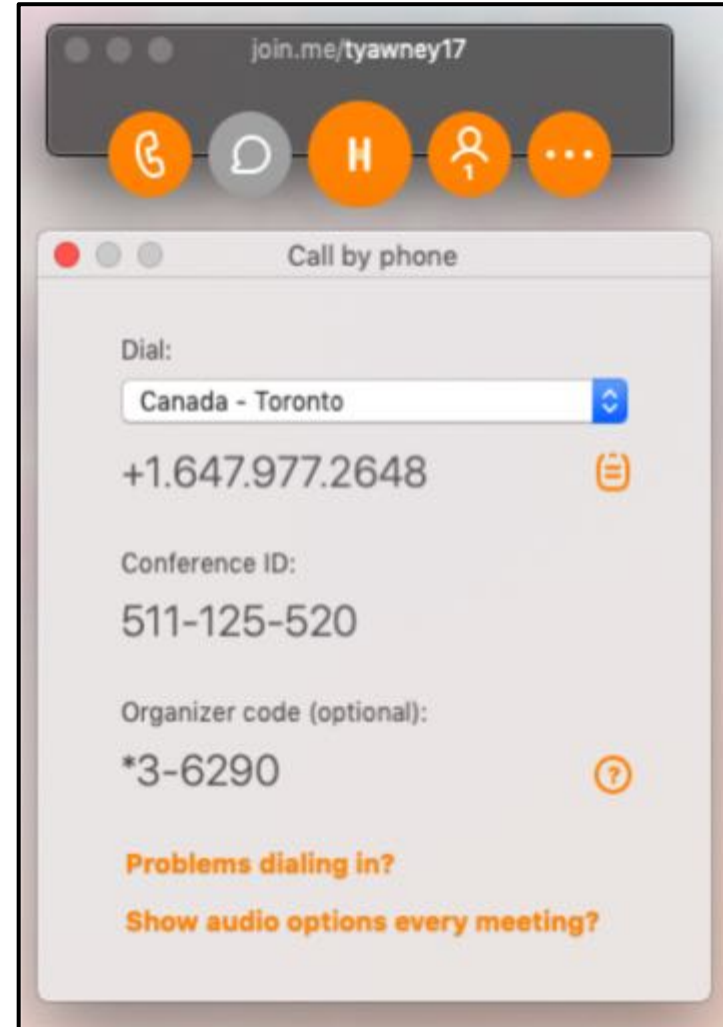 join.me/tyawney17
1
Call by phone
Dial:
Canada - Toronto
+1.647.977.2648
Conference ID:
511-125-520
Organizer code (optional):
*3-6290
?
Problems dialing in?
Show audio options every meeting?